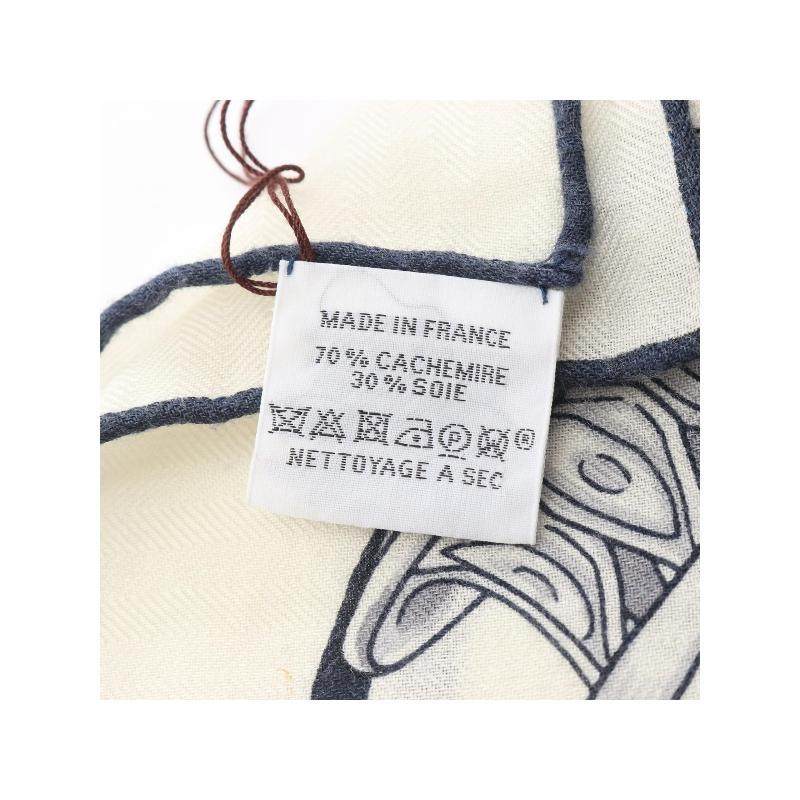 MADE IN FRANCE
70% CACHEMIRE
30% SOIE
P ®
NETTOYAGE A SEC